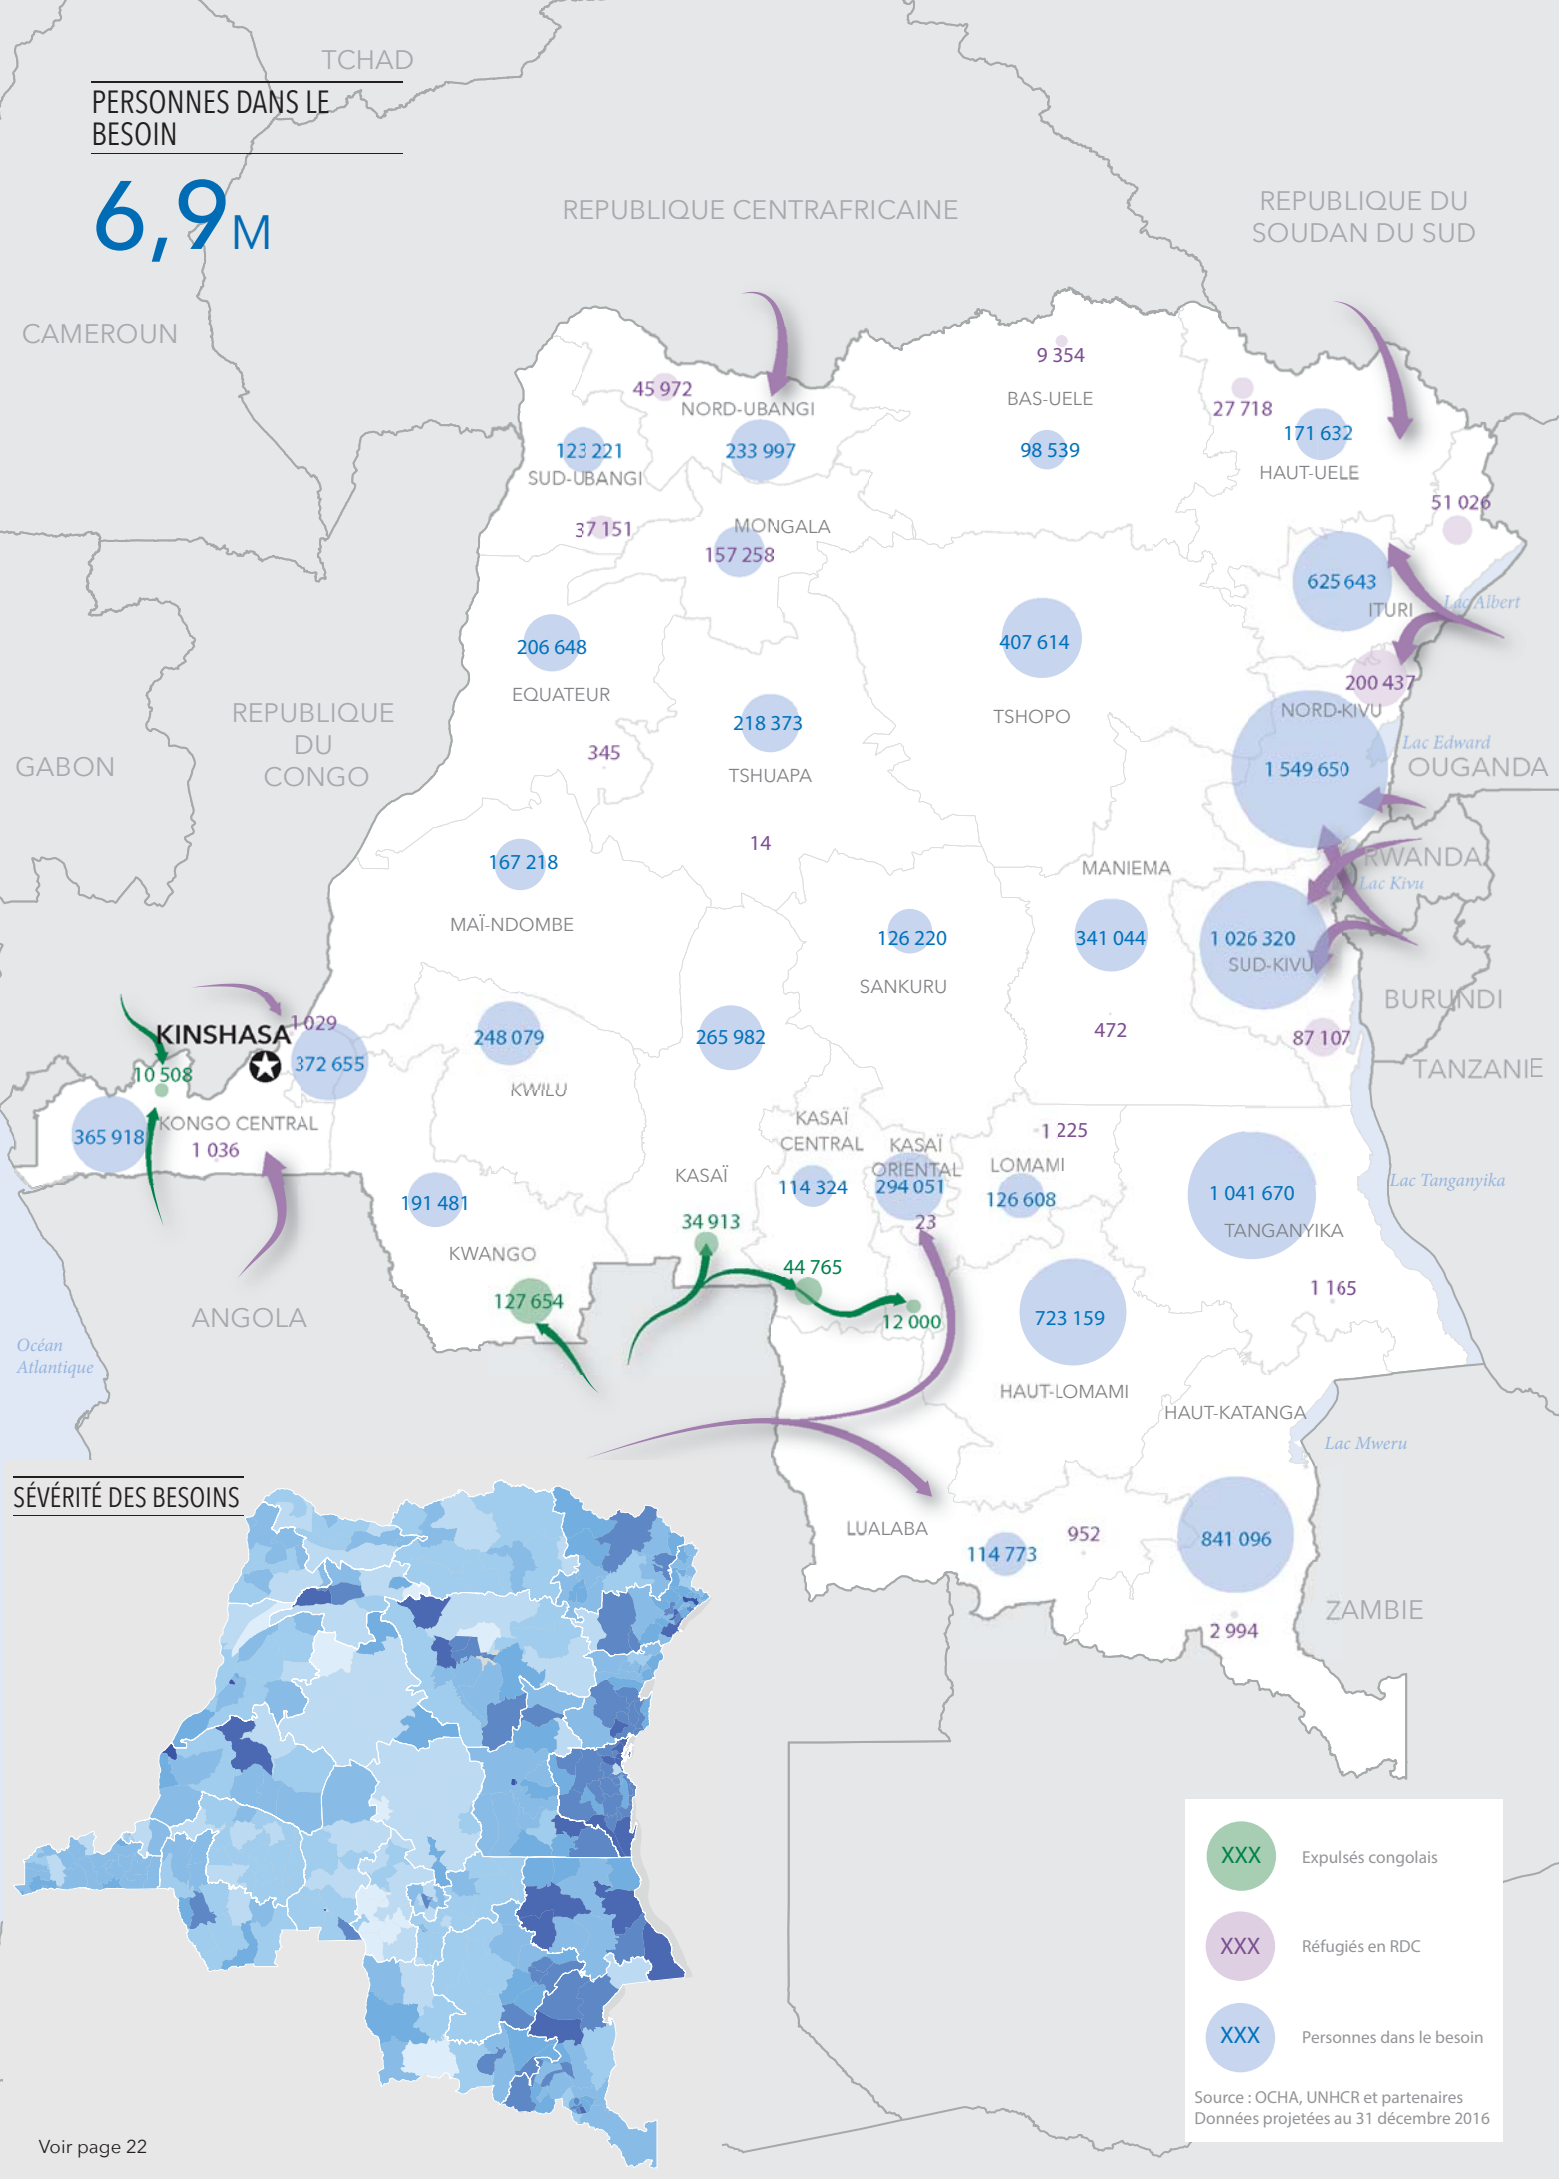 TCHAD
PERSONNES DANS LE
BESOIN
6,9M
REPUBLIQUE CENTRAFRICAINE
REPUBLIQUE DU
SOUDAN DU SUD
CAMEROUN
9 354
45 972
BAS-UELE
27 718
NORD-UBANGI
171 632
123 221
233 997
98 539
HAUT-UELE
SUD-UBANGI
51 026
37 151
MONGALA
157 258
625 643
Lac Albert
ITURI
206 648
407 614
200 437
EQUATEUR
NORD-KIVU
REPUBLIQUE
DU
CONGO
218 373
TSHOPO
Lac Edward
GABON
345
1 549 650
OUGANDA
TSHUAPA
14
167 218
MANIEMA
RWANDA
Lac Kivu
MAÏ-NDOMBE
126 220
341 044
1 026 320
SUD-KIVU
SANKURU
BURUNDI
1 029
KINSHASA
248 079
265 982
472
87 107
372 655
10 508
TANZANIE
KWILU
KONGO CENTRAL
365 918
1 036
KASAÏ
CENTRAL
KASAÏ
ORIENTAL
1 225
LOMAMI
KASAÏ
114 324
294 051
126 608
1 041 670
Lac Tanganyika
191 481
34 913
23
TANGANYIKA
KWANGO
44 765
127 654
1 165
ANGOLA
12 000
723 159
Océan
Atlantique
HAUT-LOMAMI
HAUT-KATANGA
Lac Mweru
SÉVÉRITÉ DES BESOINS
LUALABA
952
841 096
114 773
ZAMBIE
2 994
XXX
Expulsés congolais
XXX
Réfugiés en RDC
XXX
Personnes dans le besoin
Source : OCHA, UNHCR et partenaires
Données projetées au 31 décembre 2016
Voir page 22